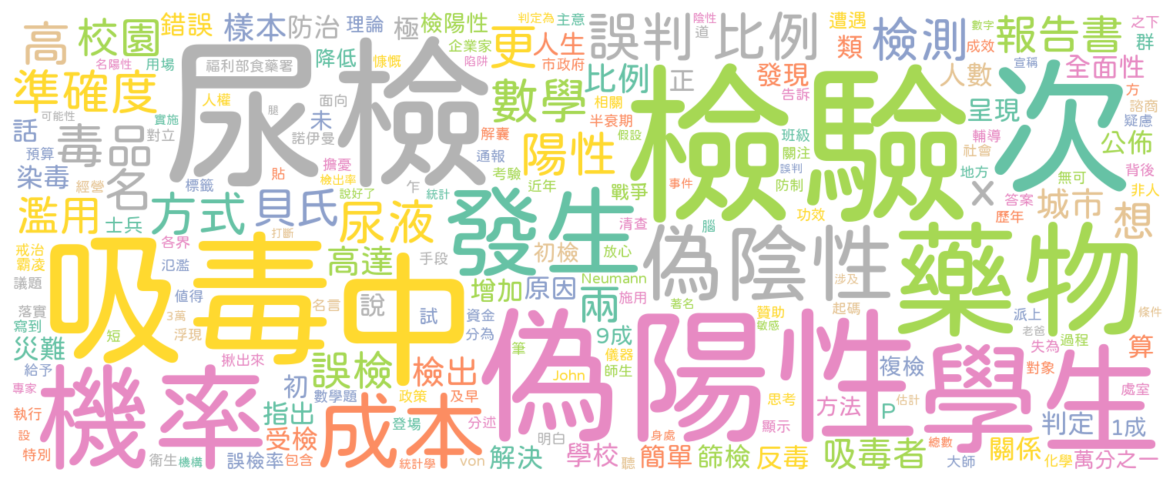 高
校園
錯誤
樣本
防治
理論
極
檢陽性
判定為
主意
陰性
道
數字
遭遇
成效
之下
群
名陽性
用場
福利部食藥署
降低
慷慨
企業家
陷阱
更
人生
市政府
誤判
比例
類
檢測
宣稱
報告書
準確度
尿檢
數學
比例
正
發現
告訴
人數
呈現
全面性
方
諮商
疑慮
可能性
人權
面向
腿
相關
半衰期
檢驗
次
話
實施
毒品
對立
未
諾伊曼
解囊
陽性
假設
班級
關注
誤判
輔導
社會
公佈
背後
預算
染毒
經營
名
標籤
貼
擔憂
檢出率
通報
考驗
近年
戰爭
防制
事件
地方
答案
無可
非人
濫用
士兵
方式
貝氏
說好了
乍
統計
尿液
發生
清查
腦
功效
×
歷年
城市
想
戒治
霸凌
各界
氾濫
打斷
吸毒
中
高達
手段
初檢
放心
偽陰性
涉及
藥物
議題
值得
名言
說
試
增加
原因
Neumann
施用
兩
著名
起碼
派上
條件
落實
寫到
3萬
浮現
短
資金
分為
筆
9成
贊助
敏感
老爸
失為
過程
災難
給予
揪出來
誤檢
檢出
儀器
師生
複檢
對象
算
專家
機率
初
數學題
政策
及早
John
偽陽性
思考
估計
方法
P
學生
處室
執行
設
指出
登場
分述
成本
明白
顯示
判定
1成
特別
受檢
衛生
機構
誤檢率
包含
統計學
von
解決
聽
學校
身處
簡單
篩檢
總數
反毒
吸毒者
大師
關係
化學
萬分之一